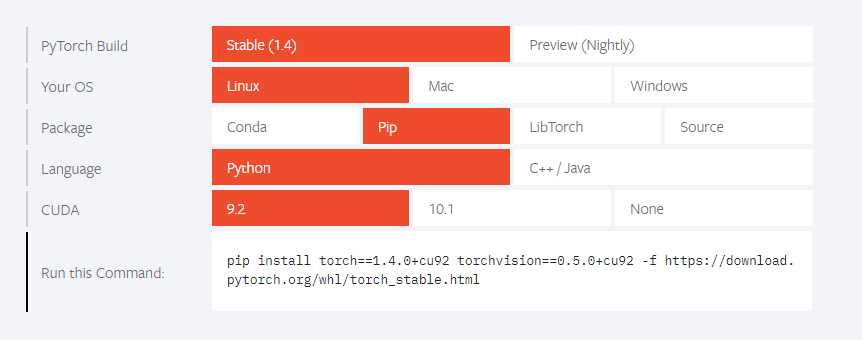 PyTorch Build Stable (1.4) Preview (Nightly)
Your OS Linux Mac Windows
Package Conda Pip LibTorch Source
Language Python C++ / Java
CUDA 9.2 10.1 None
Run this Command:
pip install torch==1.4.0+cu92 torchvision==0.5.0+cu92 -f https://download.
pytorch.org/whl/torch_stable.html